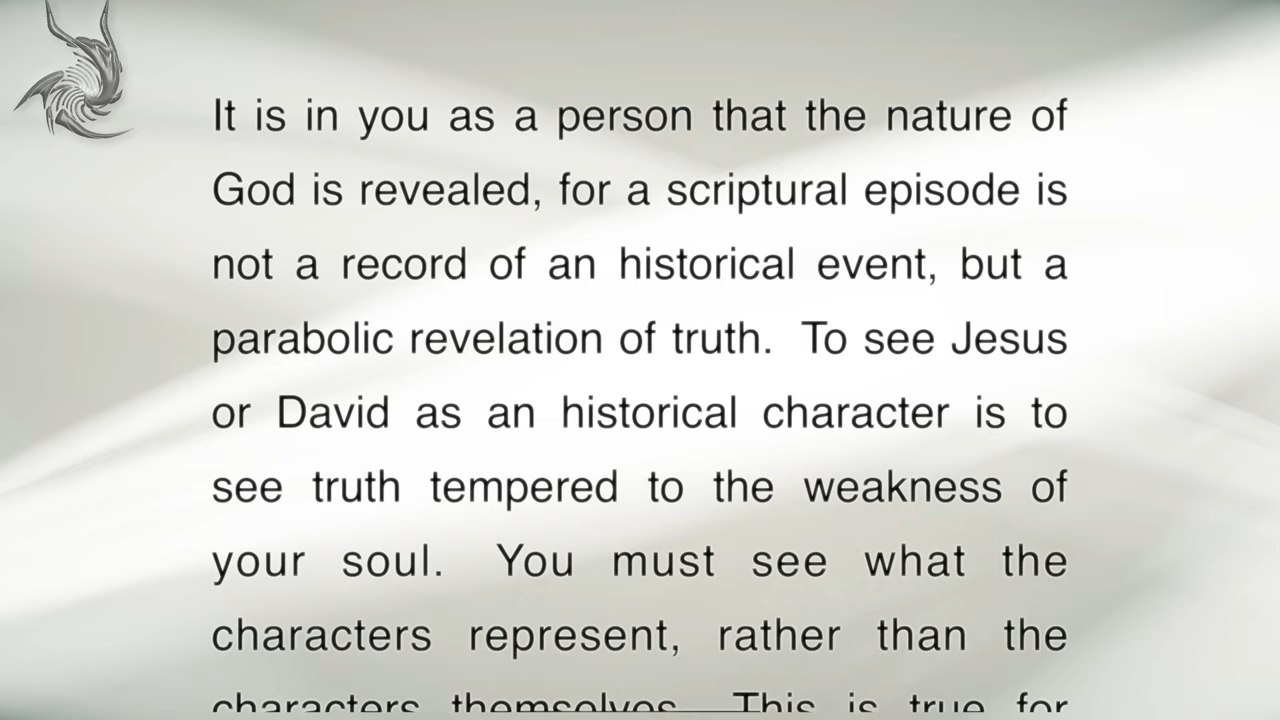 It is in you as a person that the nature of
God is revealed, for a scriptural episode is
not a record of an historical event, but a
parabolic revelation of truth. To see Jesus
or David as an historical character is to
see truth tempered to the weakness of
your soul. You must see what the
characters represent, rather than the
characters themselves. This is true for